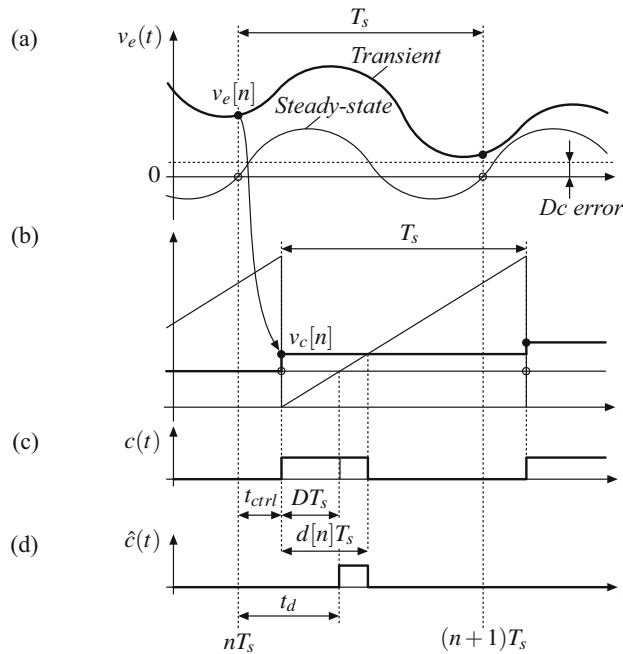 (a)
v_e(t)
T_s
Transient
v_e[n]
Steady-state
0
Dc error
(b)
T_s
v_c[n]
(c)
c(t)
t_ctrl
DT_s
d[n]T_s
(d)
ĉ(t)
t_d
nT_s
(n+1)T_s